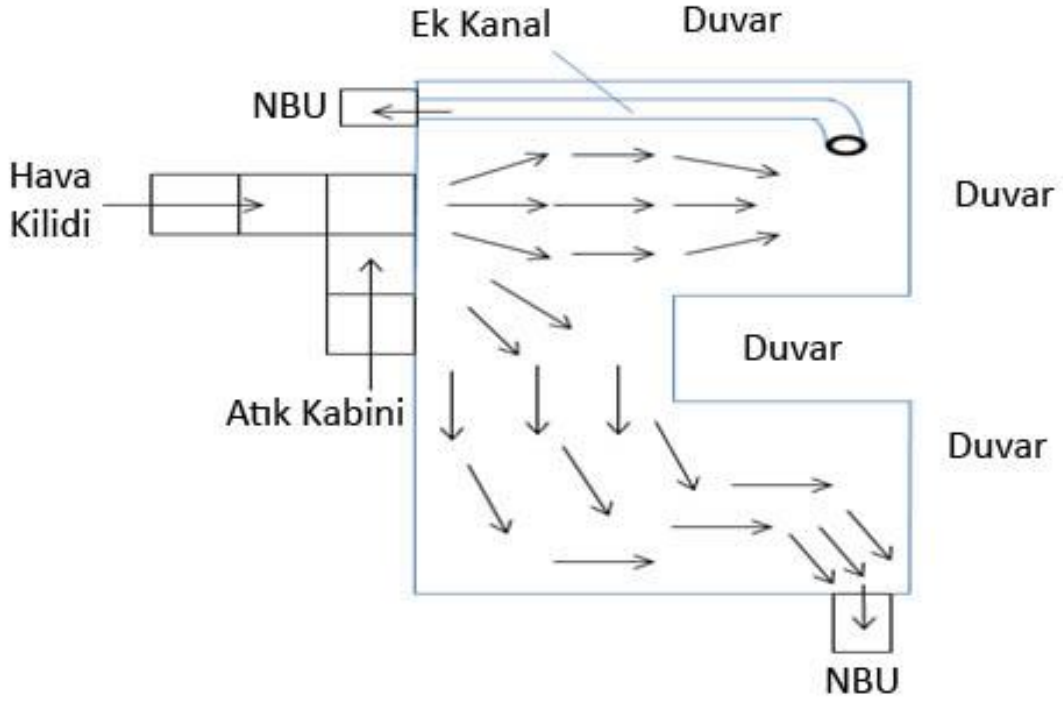 Ek Kanal
Duvar
NBU
Hava
Kilidi
Duvar
Duvar
Atık Kabini
Duvar
NBU